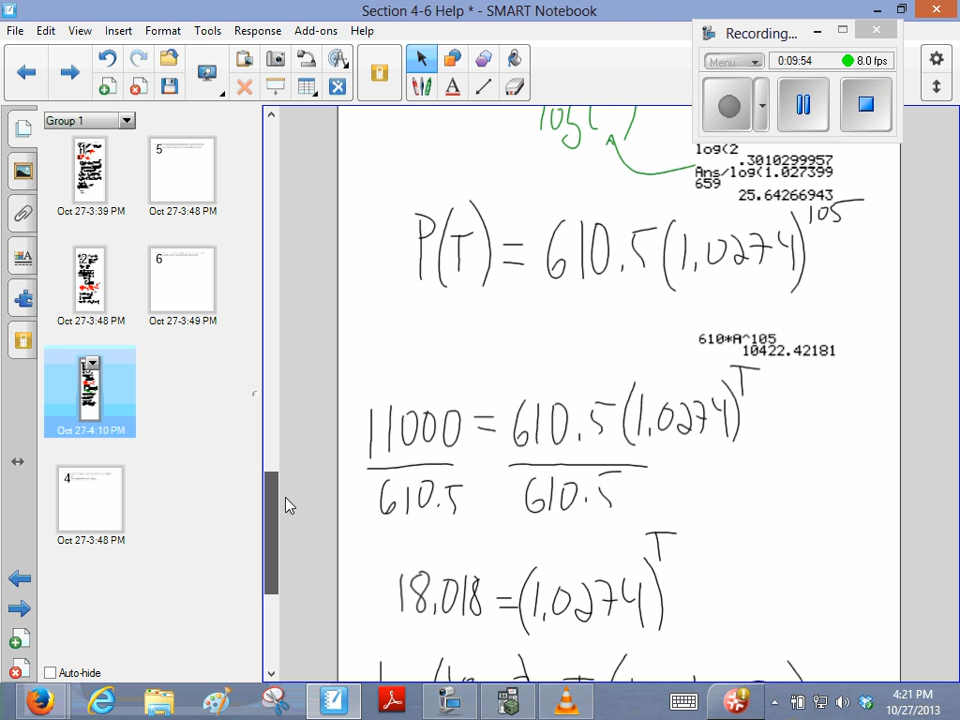 Section 4-6 Help * - SMART Notebook
File Edit View Insert Format Tools Response Add-ons Help
Recording...
Menu 0:09:54 8.0 fps
Group 1
Oct 27-3:39 PM
5
Oct 27-3:48 PM
Oct 27-3:48 PM
6
Oct 27-3:49 PM
Oct 27-4:10 PM
4
Oct 27-3:48 PM
Auto-hide
log(
log(2
.3010299957
Ans/log(1.027399
659
25.64266943
P(T) = 610.5(1.0274)^105
610*A^105
10422.42181
11000 = 610.5(1.0274)^T
610.5 610.5
18.018 = (1.0274)^T
4:21 PM
10/27/2013